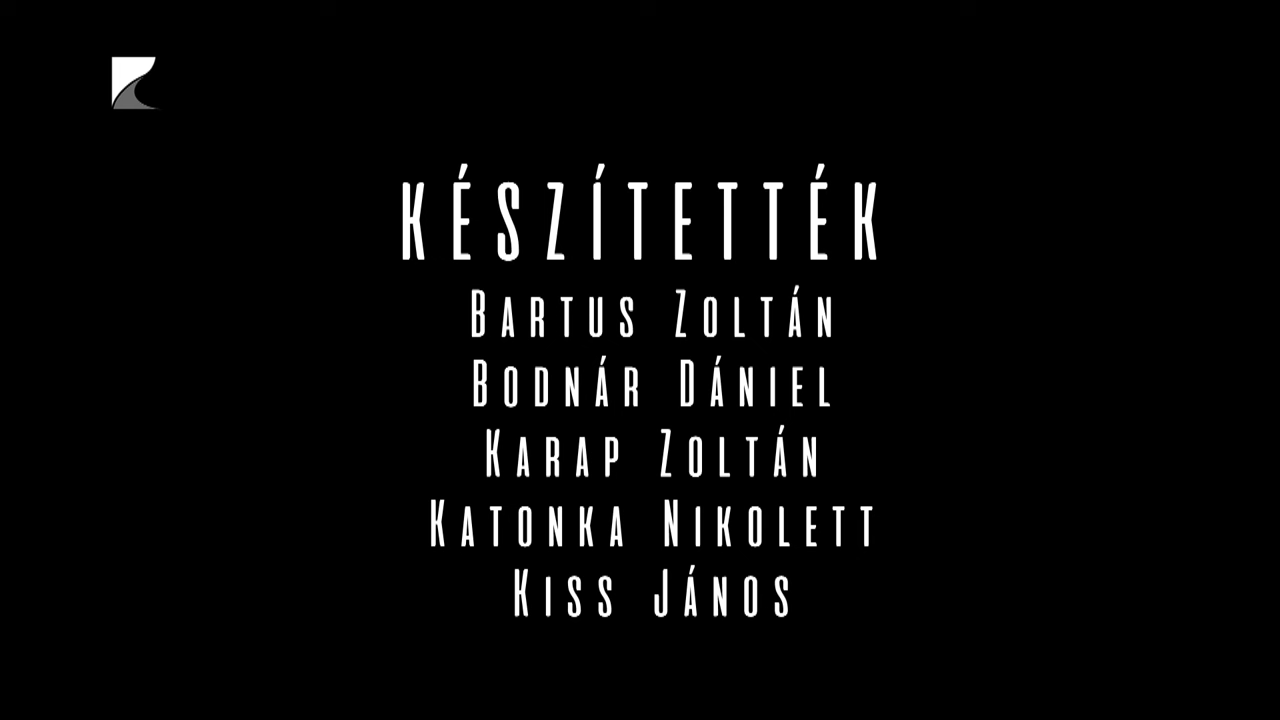 KÉSZÍTETTÉK
BARTUS ZOLTÁN
BODNÁR DÁNIEL
KARAP ZOLTÁN
KATONKA NIKOLETT
KISS JÁNOS